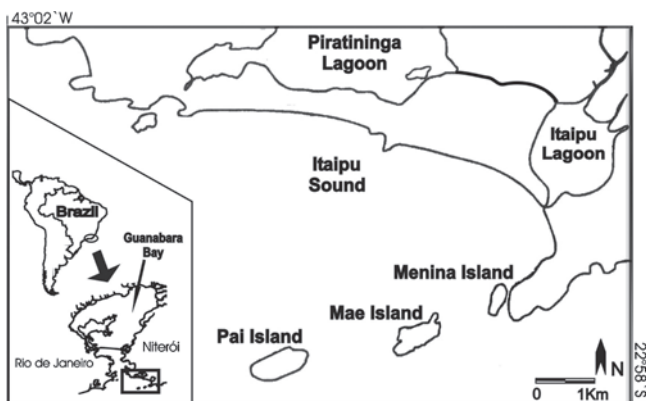 43°02`W
Piratininga
Lagoon
Itaipu
Lagoon
Itaipu
Sound
Brazil
Guanabara
Bay
Menina Island
Mae Island
Niterói
Pai Island
Rio de Janeiro
22°58`S
N
0
1Km